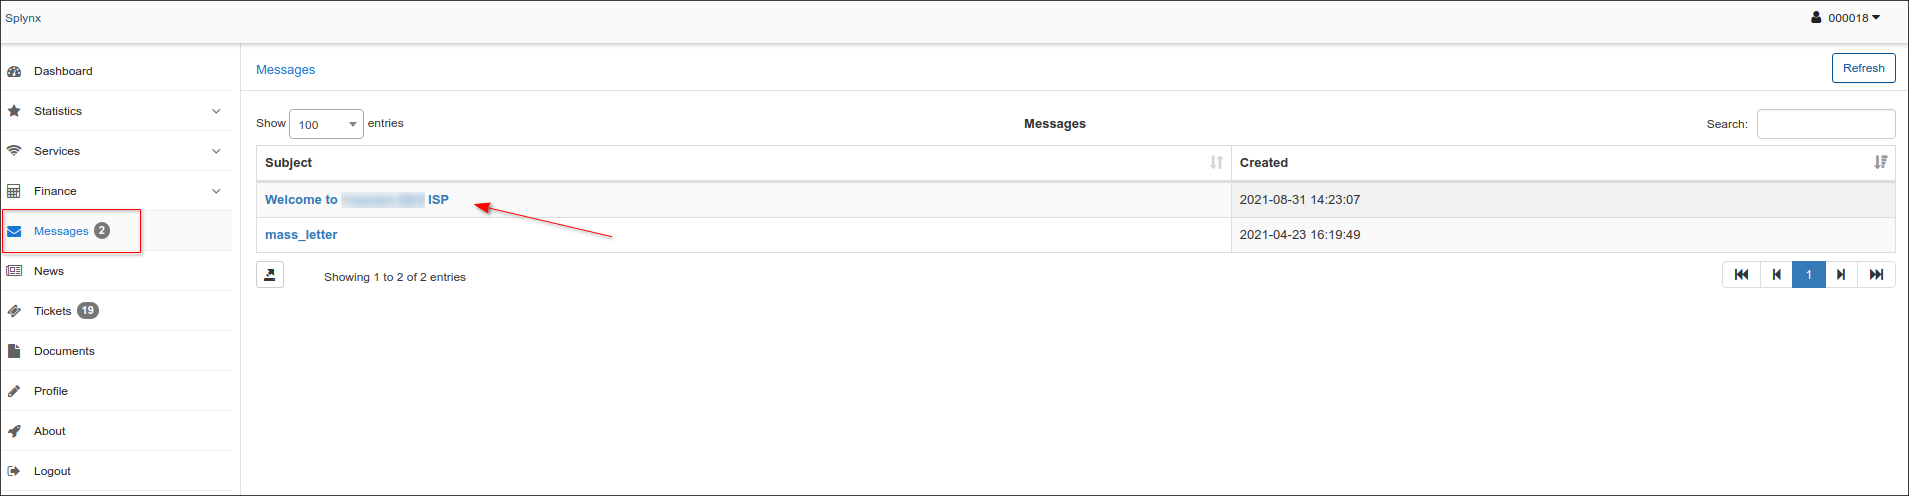 Splynx
000018
Dashboard
Statistics
Services
Finance
Messages 2
News
Tickets 19
Documents
Profile
About
Logout
Messages
Refresh
Show 100 entries
Messages
Search:
Subject Created
Welcome to ISP 2021-08-31 14:23:07
mass_letter 2021-04-23 16:19:49
Showing 1 to 2 of 2 entries
1